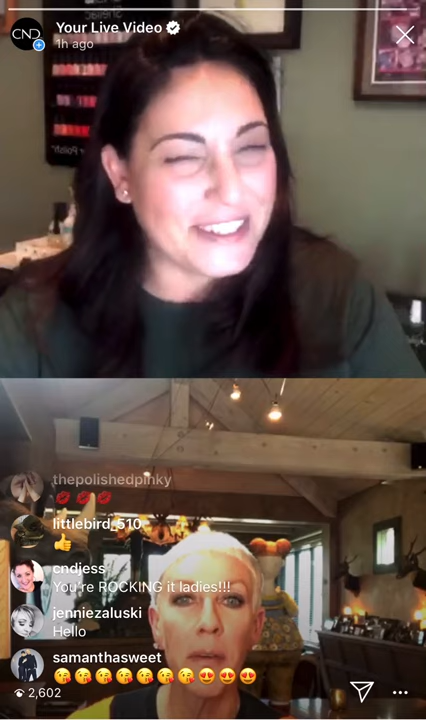 CND
Your Live Video
1h ago
thepolishedpinky
littlebird_510
cndjess
You're ROCKING it ladies!!!
jenniezaluski
Hello
samanthasweet
2,602